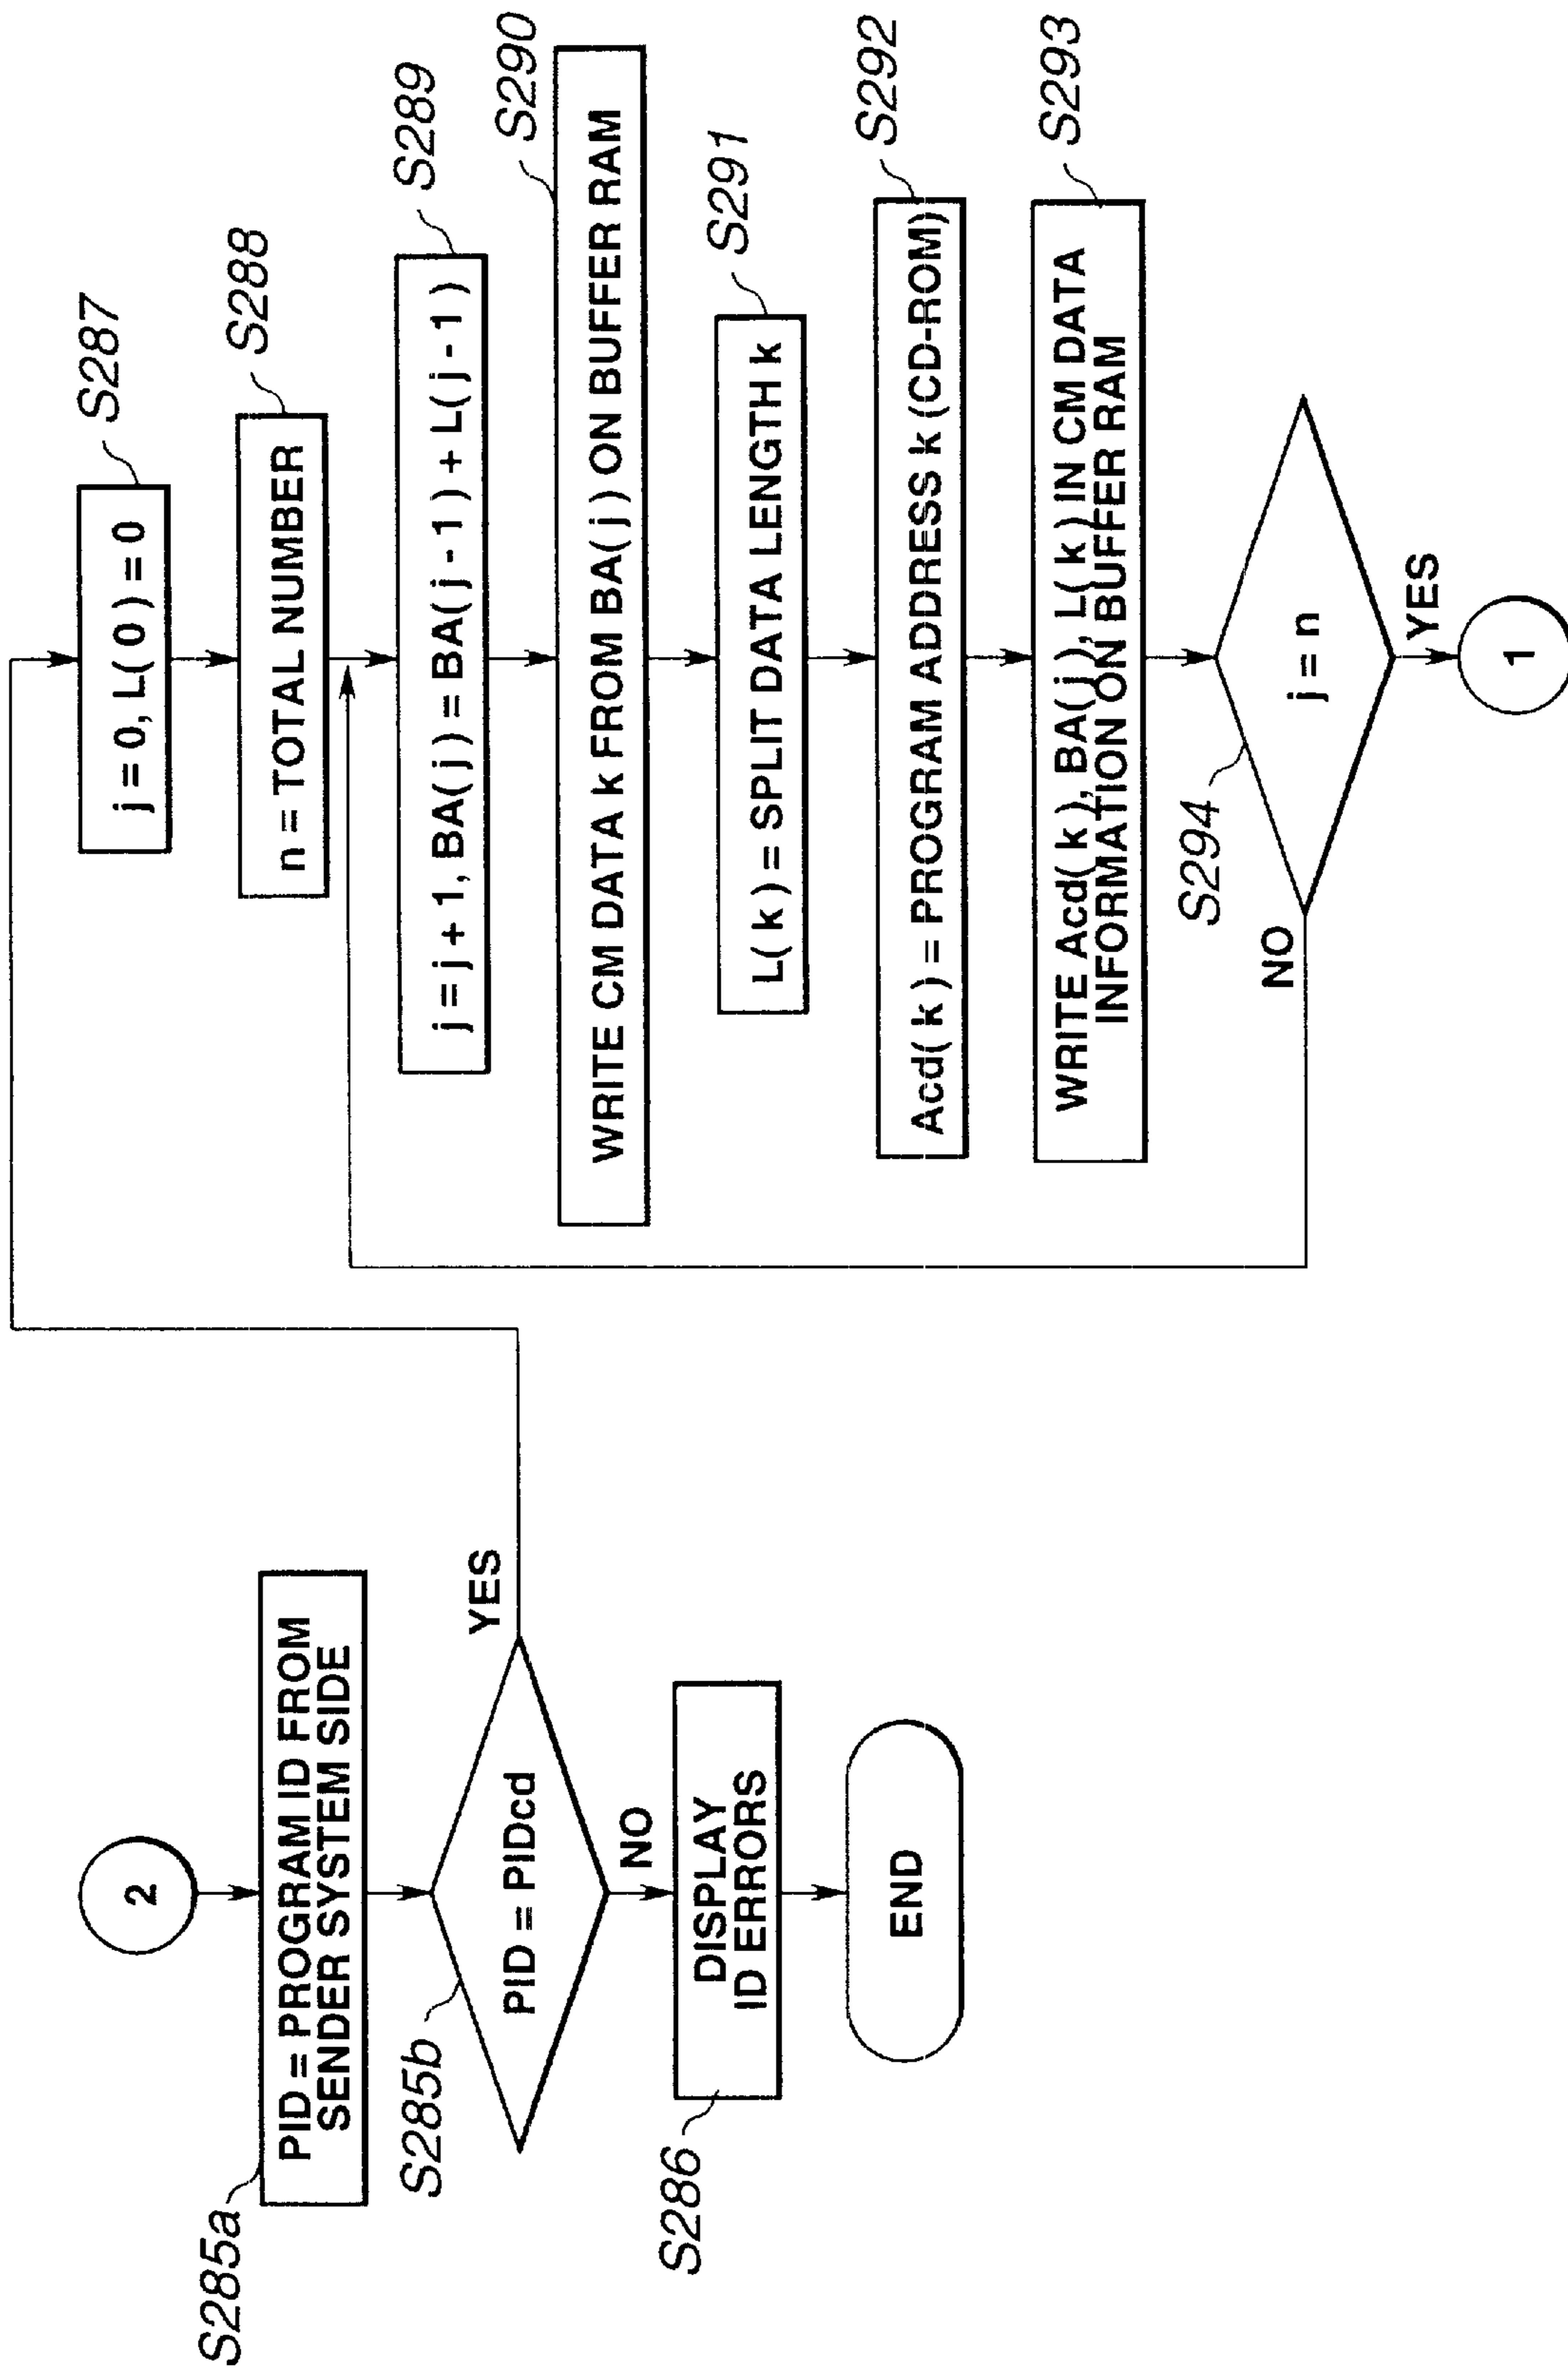 2
S285a
PID = PROGRAM ID FROM
SENDER SYSTEM SIDE
S285b
PID = PIDcd
YES
NO
S286
DISPLAY
ID ERRORS
END
S287
j = 0, L( 0 ) = 0
S288
n = TOTAL NUMBER
S289
j = j + 1, BA( j ) = BA( j - 1 ) + L( j - 1 )
S290
WRITE CM DATA k FROM BA( j ) ON BUFFER RAM
S291
L( k ) = SPLIT DATA LENGTH k
S292
Acd( k ) = PROGRAM ADDRESS k (CD-ROM)
S293
WRITE Acd( k ), BA( j ), L( k ) IN CM DATA
INFORMATION ON BUFFER RAM
S294
j = n
NO
YES
1